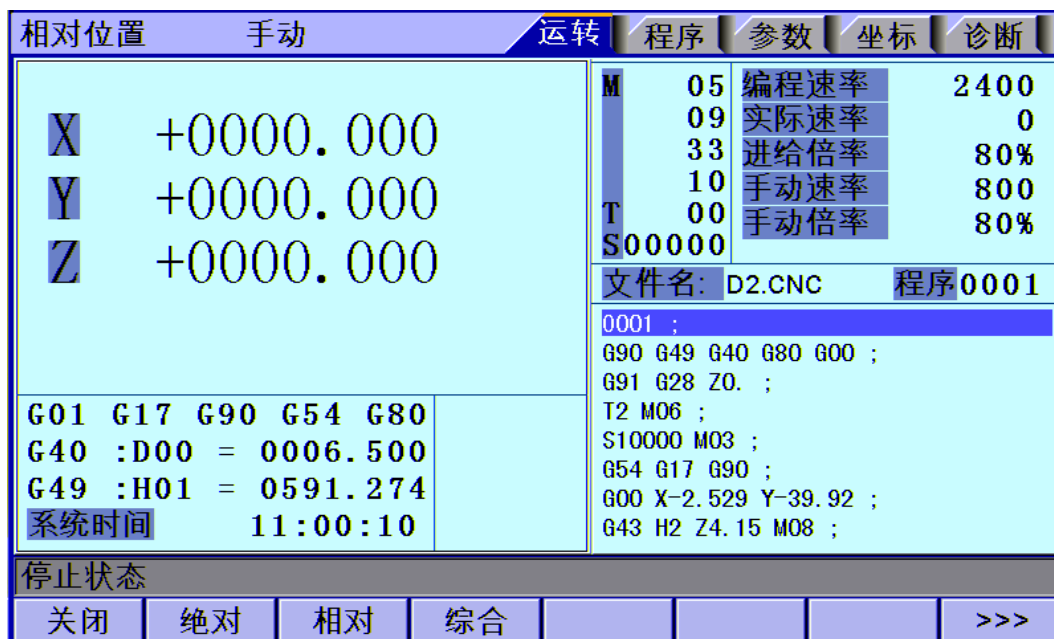 相对位置 手动 运转 程序 参数 坐标 诊断
X +0000.000
Y +0000.000
Z +0000.000
G01 G17 G90 G54 G80
G40 :D00 = 0006.500
G49 :H01 = 0591.274
系统时间 11:00:10
M 05 编程速率 2400
09 实际速率 0
33 进给倍率 80%
10 手动速率 800
T 00 手动倍率 80%
S00000
文件名: D2.CNC 程序0001
0001 ;
G90 G49 G40 G80 G00 ;
G91 G28 Z0. ;
T2 M06 ;
S10000 M03 ;
G54 G17 G90 ;
G00 X-2.529 Y-39.92 ;
G43 H2 Z4.15 M08 ;
停止状态
关闭 绝对 相对 综合 >>>